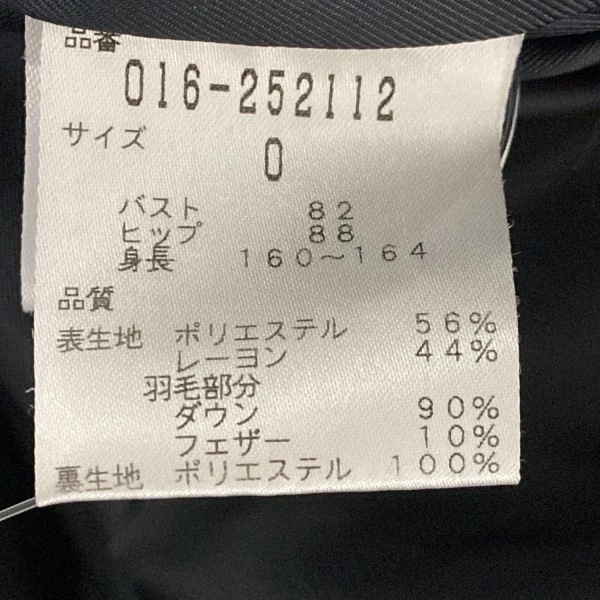 品番
016-252112
サイズ
0
バスト 82
ヒップ 88
身長 160～164
品質
表生地 ポリエステル 56%
レーヨン 44%
羽毛部分
ダウン 90%
フェザー 10%
裏生地 ポリエステル 100%